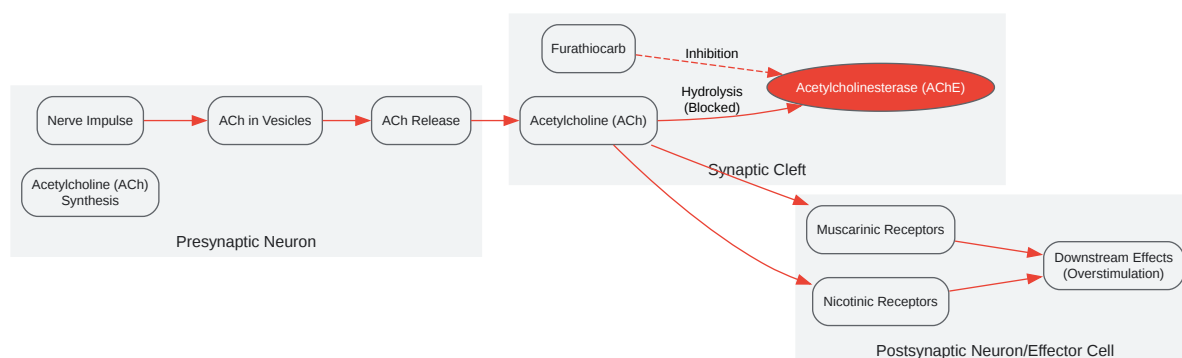 Furathiocarb
Inhibition
Acetylcholinesterase (AChE)
Hydrolysis
(Blocked)
Nerve Impulse
ACh in Vesicles
ACh Release
Acetylcholine (ACh)
Synaptic Cleft
Acetylcholine (ACh)
Synthesis
Presynaptic Neuron
Muscarinic Receptors
Downstream Effects
(Overstimulation)
Nicotinic Receptors
Postsynaptic Neuron/Effector Cell